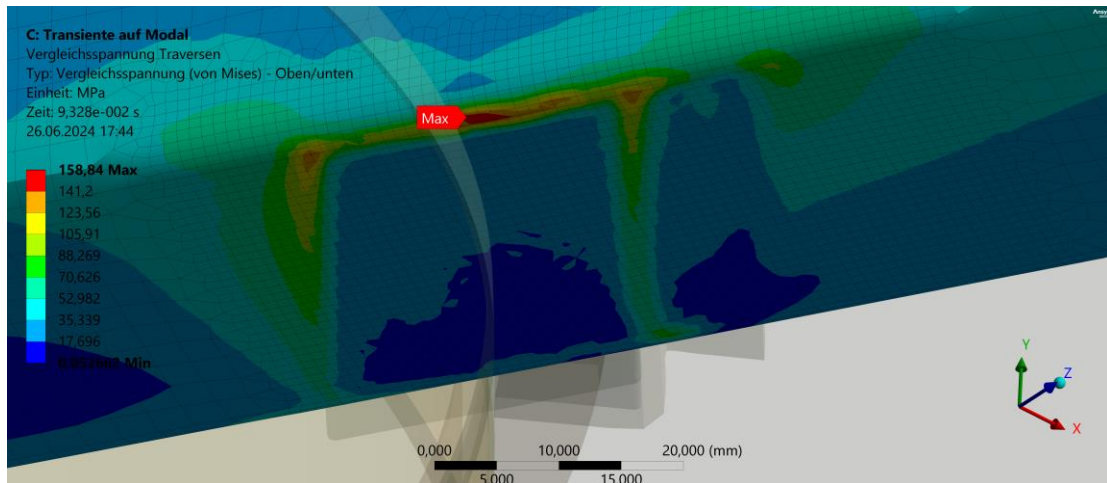 C: Transiente auf Modal
Vergleichsspannung Traversen
Typ: Vergleichsspannung (von Mises) - Oben/unten
Einheit: MPa
Zeit: 9,328e-002 s
26.06.2024 17:44
158,84 Max
141,2
123,56
105,91
88,269
70,626
52,982
35,339
17,696
Min
Max
Y
Z
X
0,000 10,000 20,000 (mm)
5,000 15,000